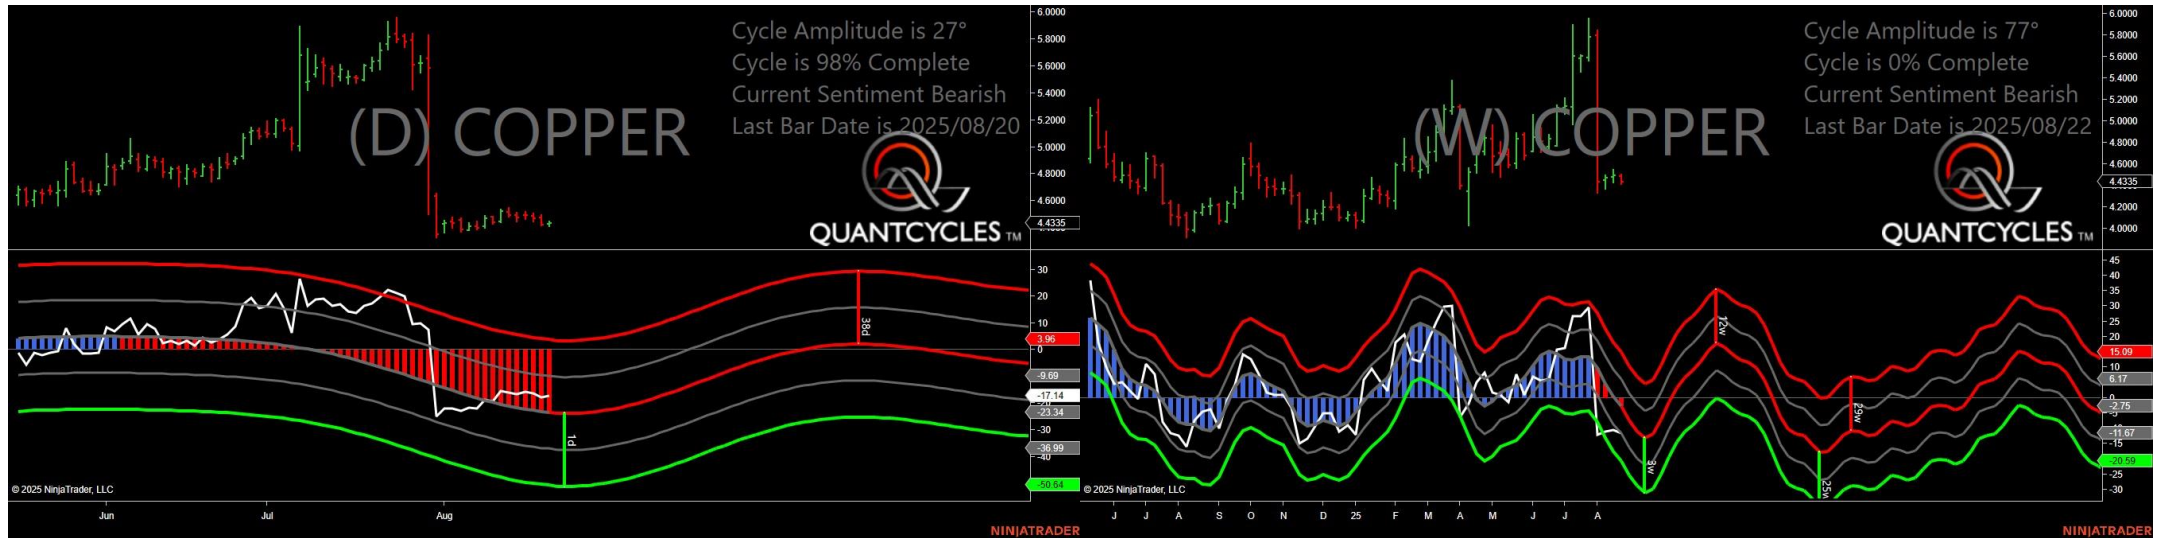 (D) COPPER
Cycle Amplitude is 27°
Cycle is 98% Complete
Current Sentiment Bearish
Last Bar Date is 2025/08/20
QUANTCYCLES TM
6.0000
5.8000
5.6000
5.4000
5.2000
5.0000
4.8000
4.6000
4.4335
30
20
10
3.96
0
-9.69
-17.14
-23.34
-30
-36.99
-40
-50.64
38d
1d
© 2025 NinjaTrader, LLC
Jun
Jul
Aug
NINJATRADER
(W) COPPER
Cycle Amplitude is 77°
Cycle is 0% Complete
Current Sentiment Bearish
Last Bar Date is 2025/08/22
QUANTCYCLES TM
6.0000
5.8000
5.6000
5.4000
5.2000
5.0000
4.8000
4.6000
4.4335
4.2000
4.0000
45
40
35
30
25
20
15.09
10
6.17
0
-2.75
-11.67
-15
-20.59
-25
-30
12w
29w
25w
© 2025 NinjaTrader, LLC
J J A S O N D 25 F M A M J J A
NINJATRADER